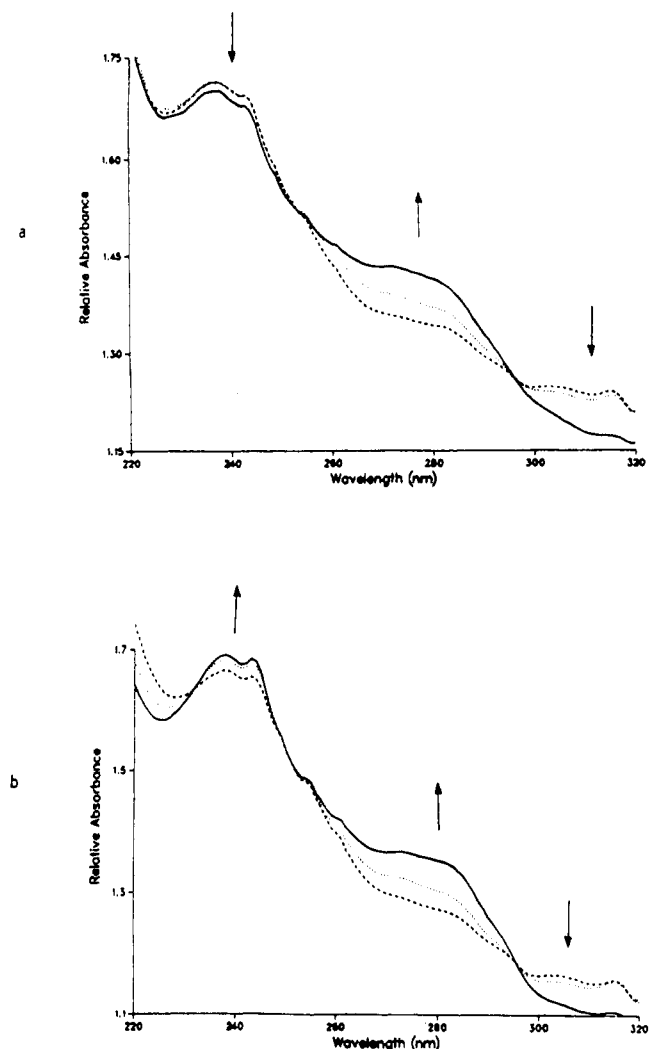 a
1.75
1.60
1.45
1.30
1.15
Relative Absorbance
220 240 260 280 300 320
Wavelength (nm)
b
1.7
1.5
1.3
1.1
Relative Absorbance
220 240 260 280 300 320
Wavelength (nm)